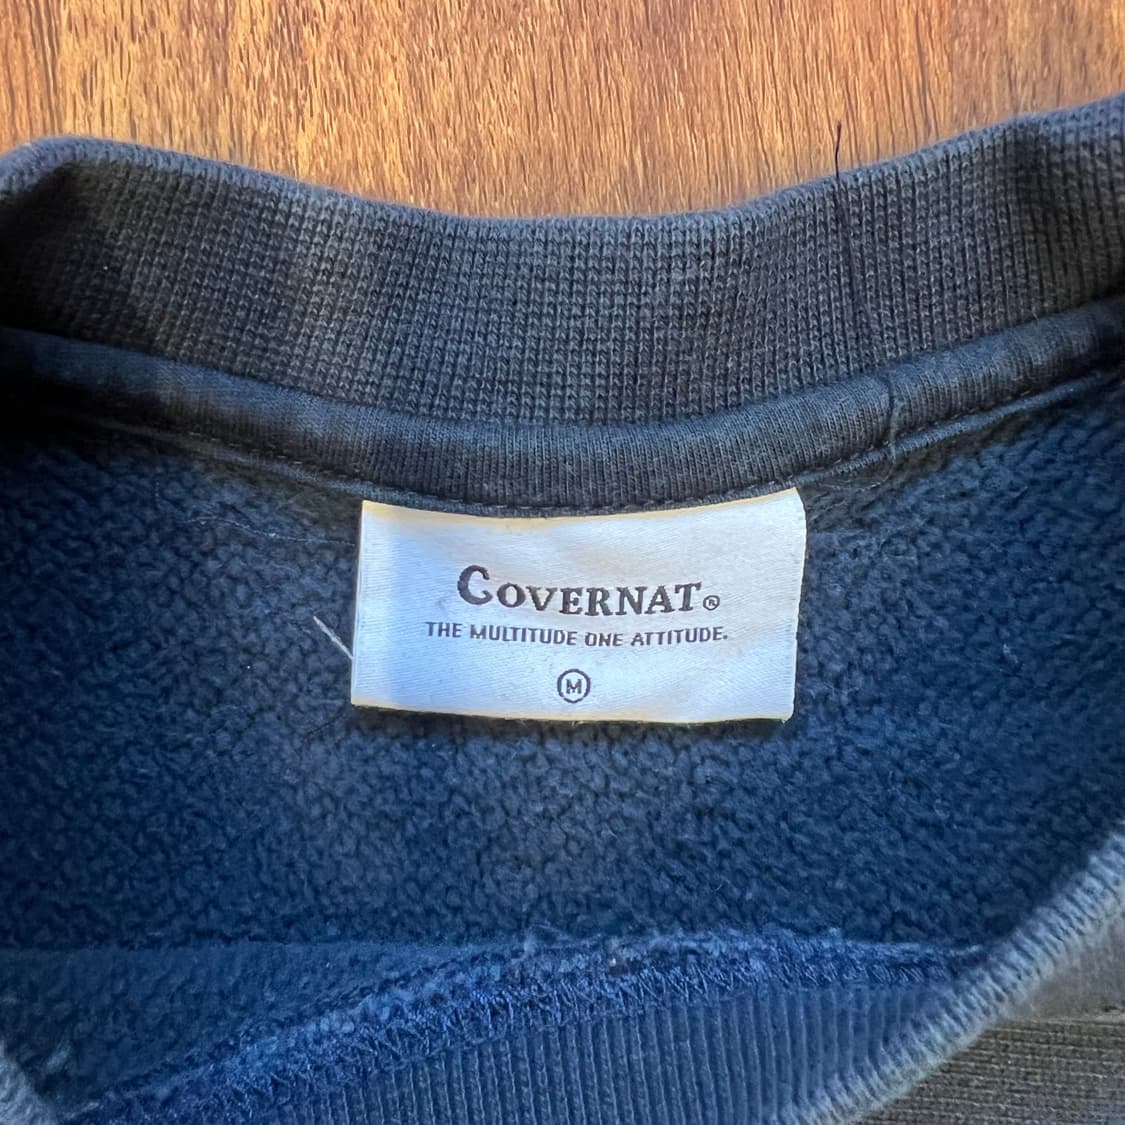 COVERNAT®
THE MULTITUDE ONE ATTITUDE.
M